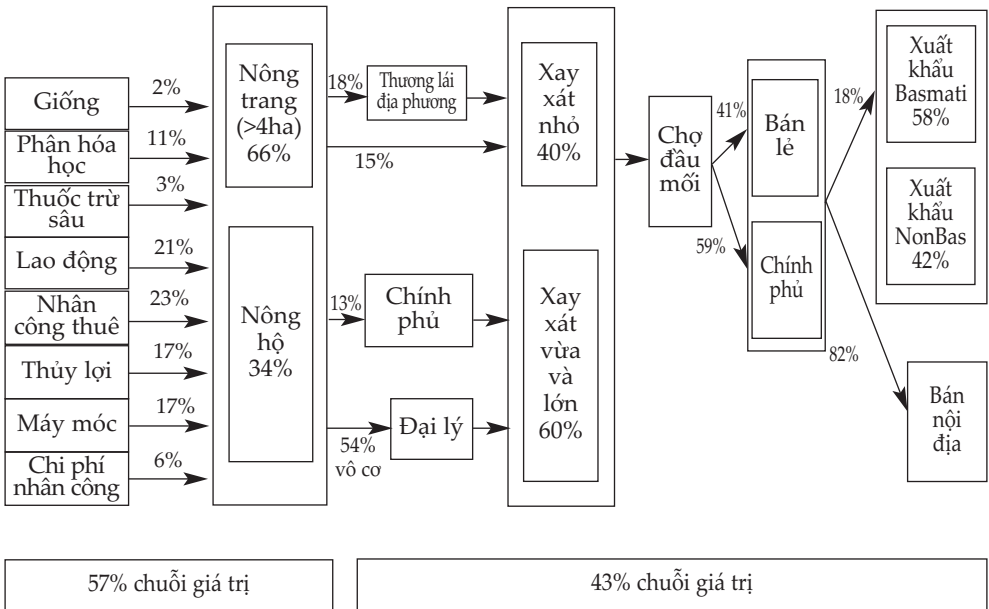 Giống
Phân hóa
học
Thuốc trừ
sâu
Lao động
Nhân
công thuê
Thủy lợi
Máy móc
Chi phí
nhân công
2%
11%
3%
21%
23%
17%
17%
6%
Nông
trang
(>4ha)
66%
Nông
hộ
34%
18%
15%
13%
54%
vô cơ
Thương lái
địa phương
Chính
phủ
Đại lý
Xay
xát
nhỏ
40%
Xay
xát
vừa
và
lớn
60%
Chợ
đầu
mối
41%
59%
Bán
lẻ
Chính
phủ
18%
82%
Xuất
khẩu
Basmati
58%
Xuất
khẩu
NonBas
42%
Bán
nội
địa
57% chuỗi giá trị
43% chuỗi giá trị